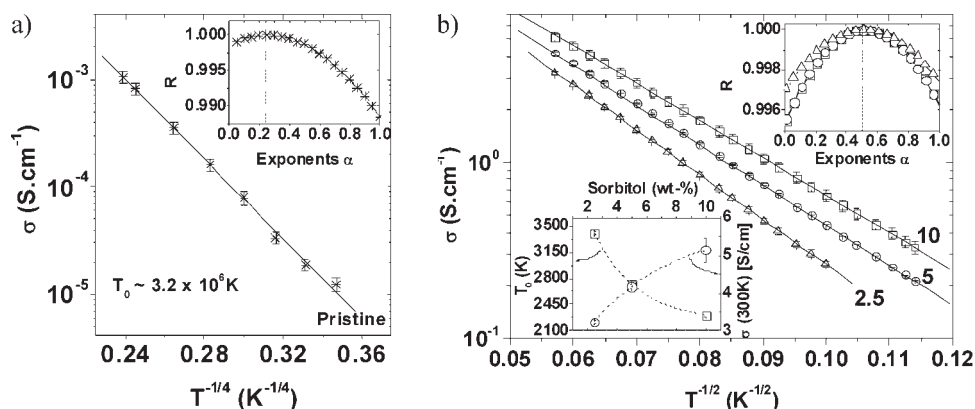 a)
R
1.000
0.995
0.990
0.0 0.2 0.4 0.6 0.8 1.0
Exponents α
σ (S.cm⁻¹)
10⁻³
10⁻⁴
10⁻⁵
T₀ ~ 3.2 x 10⁶K
Pristine
0.24 0.28 0.32 0.36
T⁻¹/⁴ (K⁻¹/⁴)
b)
R
1.000
0.998
0.996
0.0 0.2 0.4 0.6 0.8 1.0
Exponents α
σ (S.cm⁻¹)
10⁰
10⁻¹
10
5
2.5
Sorbitol (wt-%)
2 4 6 8 10
T₀ (K)
3450
3150
2800
2450
2100
6
5
4
3
σ (300K) [S/cm]
0.05 0.06 0.07 0.08 0.09 0.10 0.11 0.12
T⁻¹/² (K⁻¹/²)